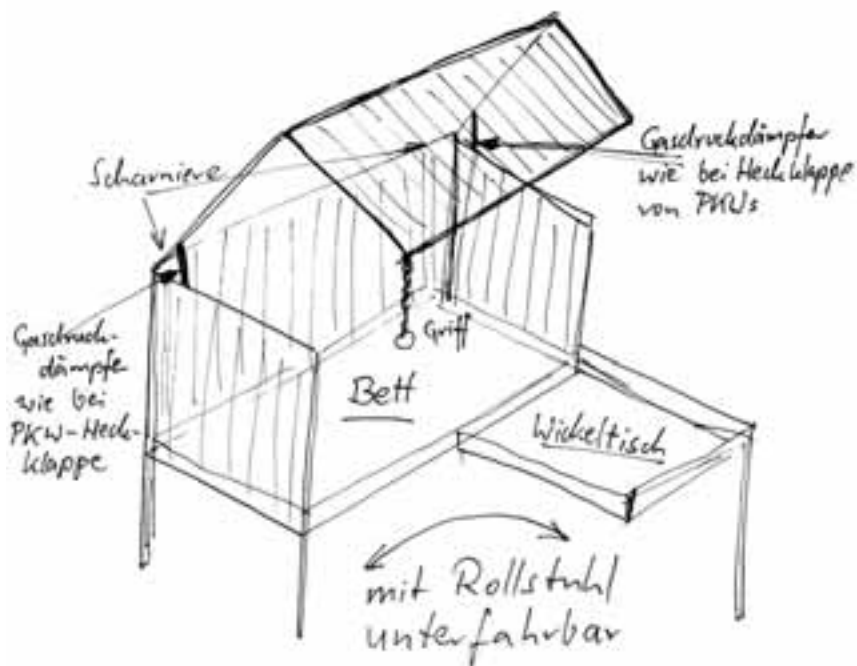 Scharniere
Gasdruckdämpfer
wie bei Heckklappe
von PKWs
Gasdruck-
dämpfer
wie bei
PKW-Heck-
klappe
Griff
Bett
Wickeltisch
mit Rollstuhl
unterfahrbar